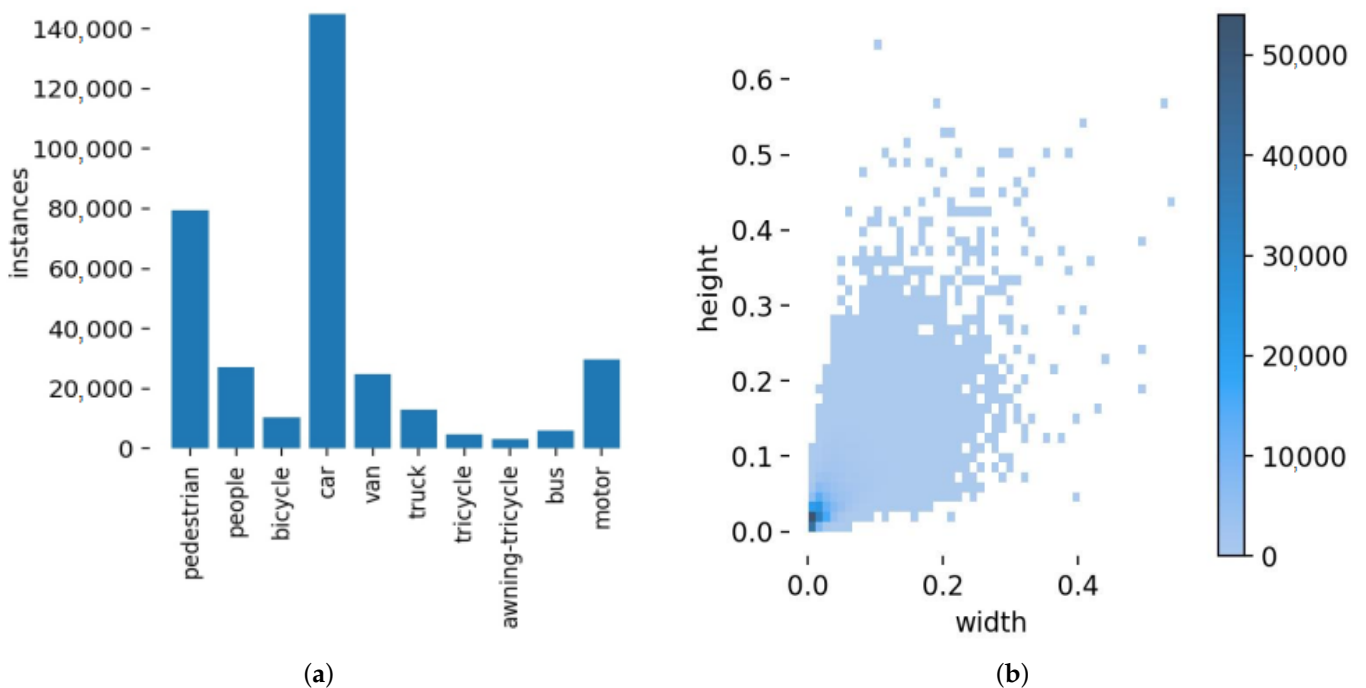 140,000
120,000
100,000
80,000
60,000
40,000
20,000
0
instances
pedestrian
people
bicycle
car
van
truck
tricycle
awning-tricycle
bus
motor
(a)
0.6
0.5
0.4
0.3
0.2
0.1
0.0
height
0.0 0.2 0.4
width
50,000
40,000
30,000
20,000
10,000
0
(b)